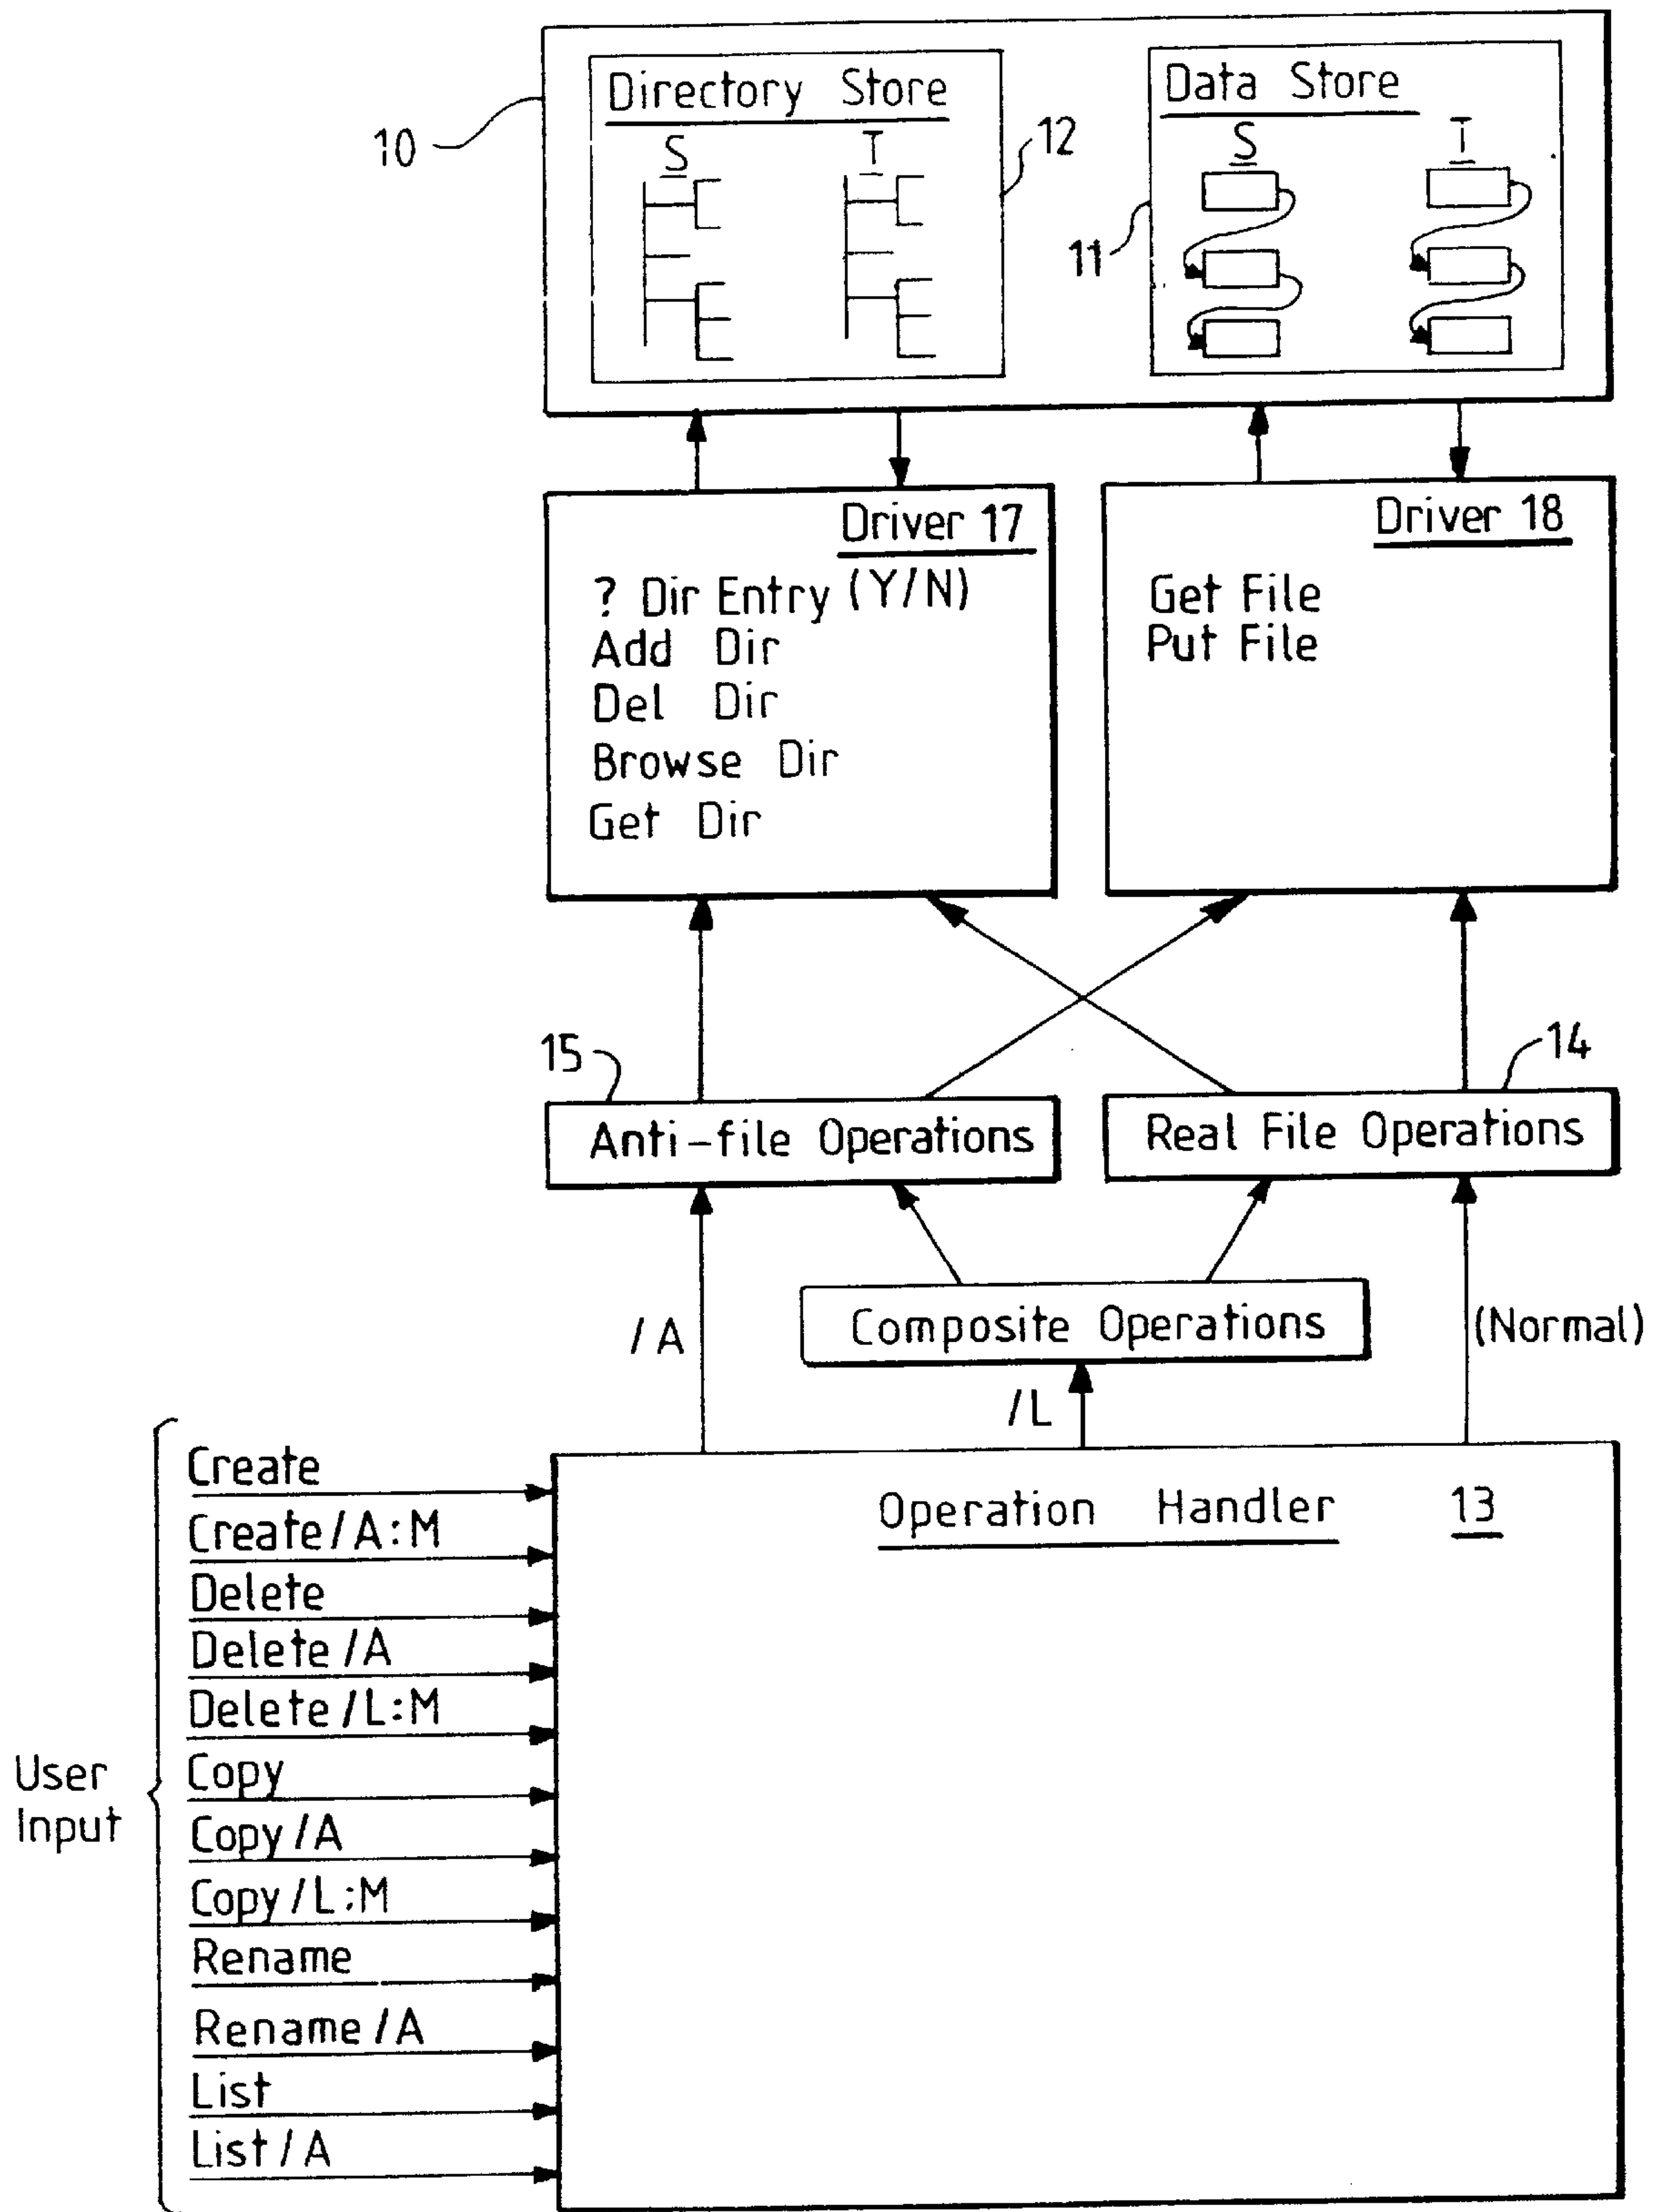 Directory Store
Data Store
S
T
S
T
10
12
11
Driver 17
? Dir Entry (Y/N)
Add Dir
Del Dir
Browse Dir
Get Dir
Driver 18
Get File
Put File
15
14
Anti-file Operations
Real File Operations
Composite Operations
/A
/L
(Normal)
Operation Handler 13
User
Input
Create
Create/A:M
Delete
Delete/A
Delete/L:M
Copy
Copy/A
Copy/L:M
Rename
Rename/A
List
List/A